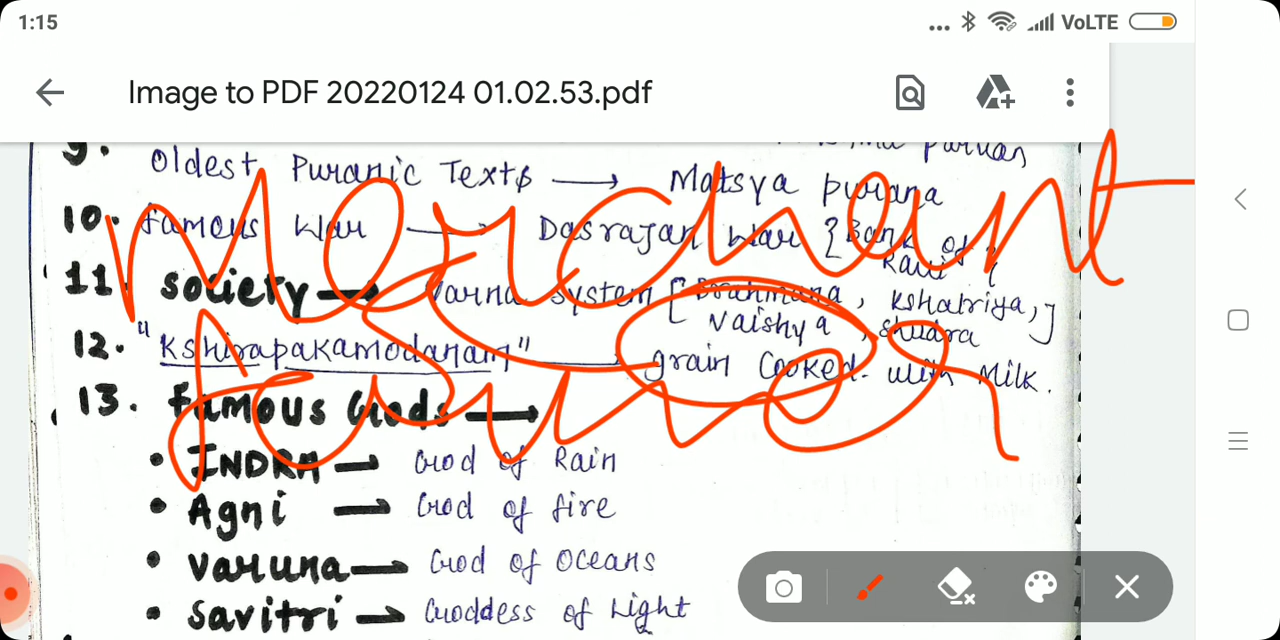 1:15
... VoLTE
Image to PDF 20220124 01.02.53.pdf
9.
Oldest Puranic Texts → Matsya purana
10. famous War → Dasrajan War {Bank of Ravi}
11. society → Varna system [Brahmana, Kshatriya,
Vaishya, shudra]
12. "Kshirapakamodanam" → grain Cooked with Milk.
13. famous Gods →
• INDRA → God of Rain
• Agni → God of fire
• Varuna → God of Oceans
• Savitri → Goddess of Light
Merchant
farmer